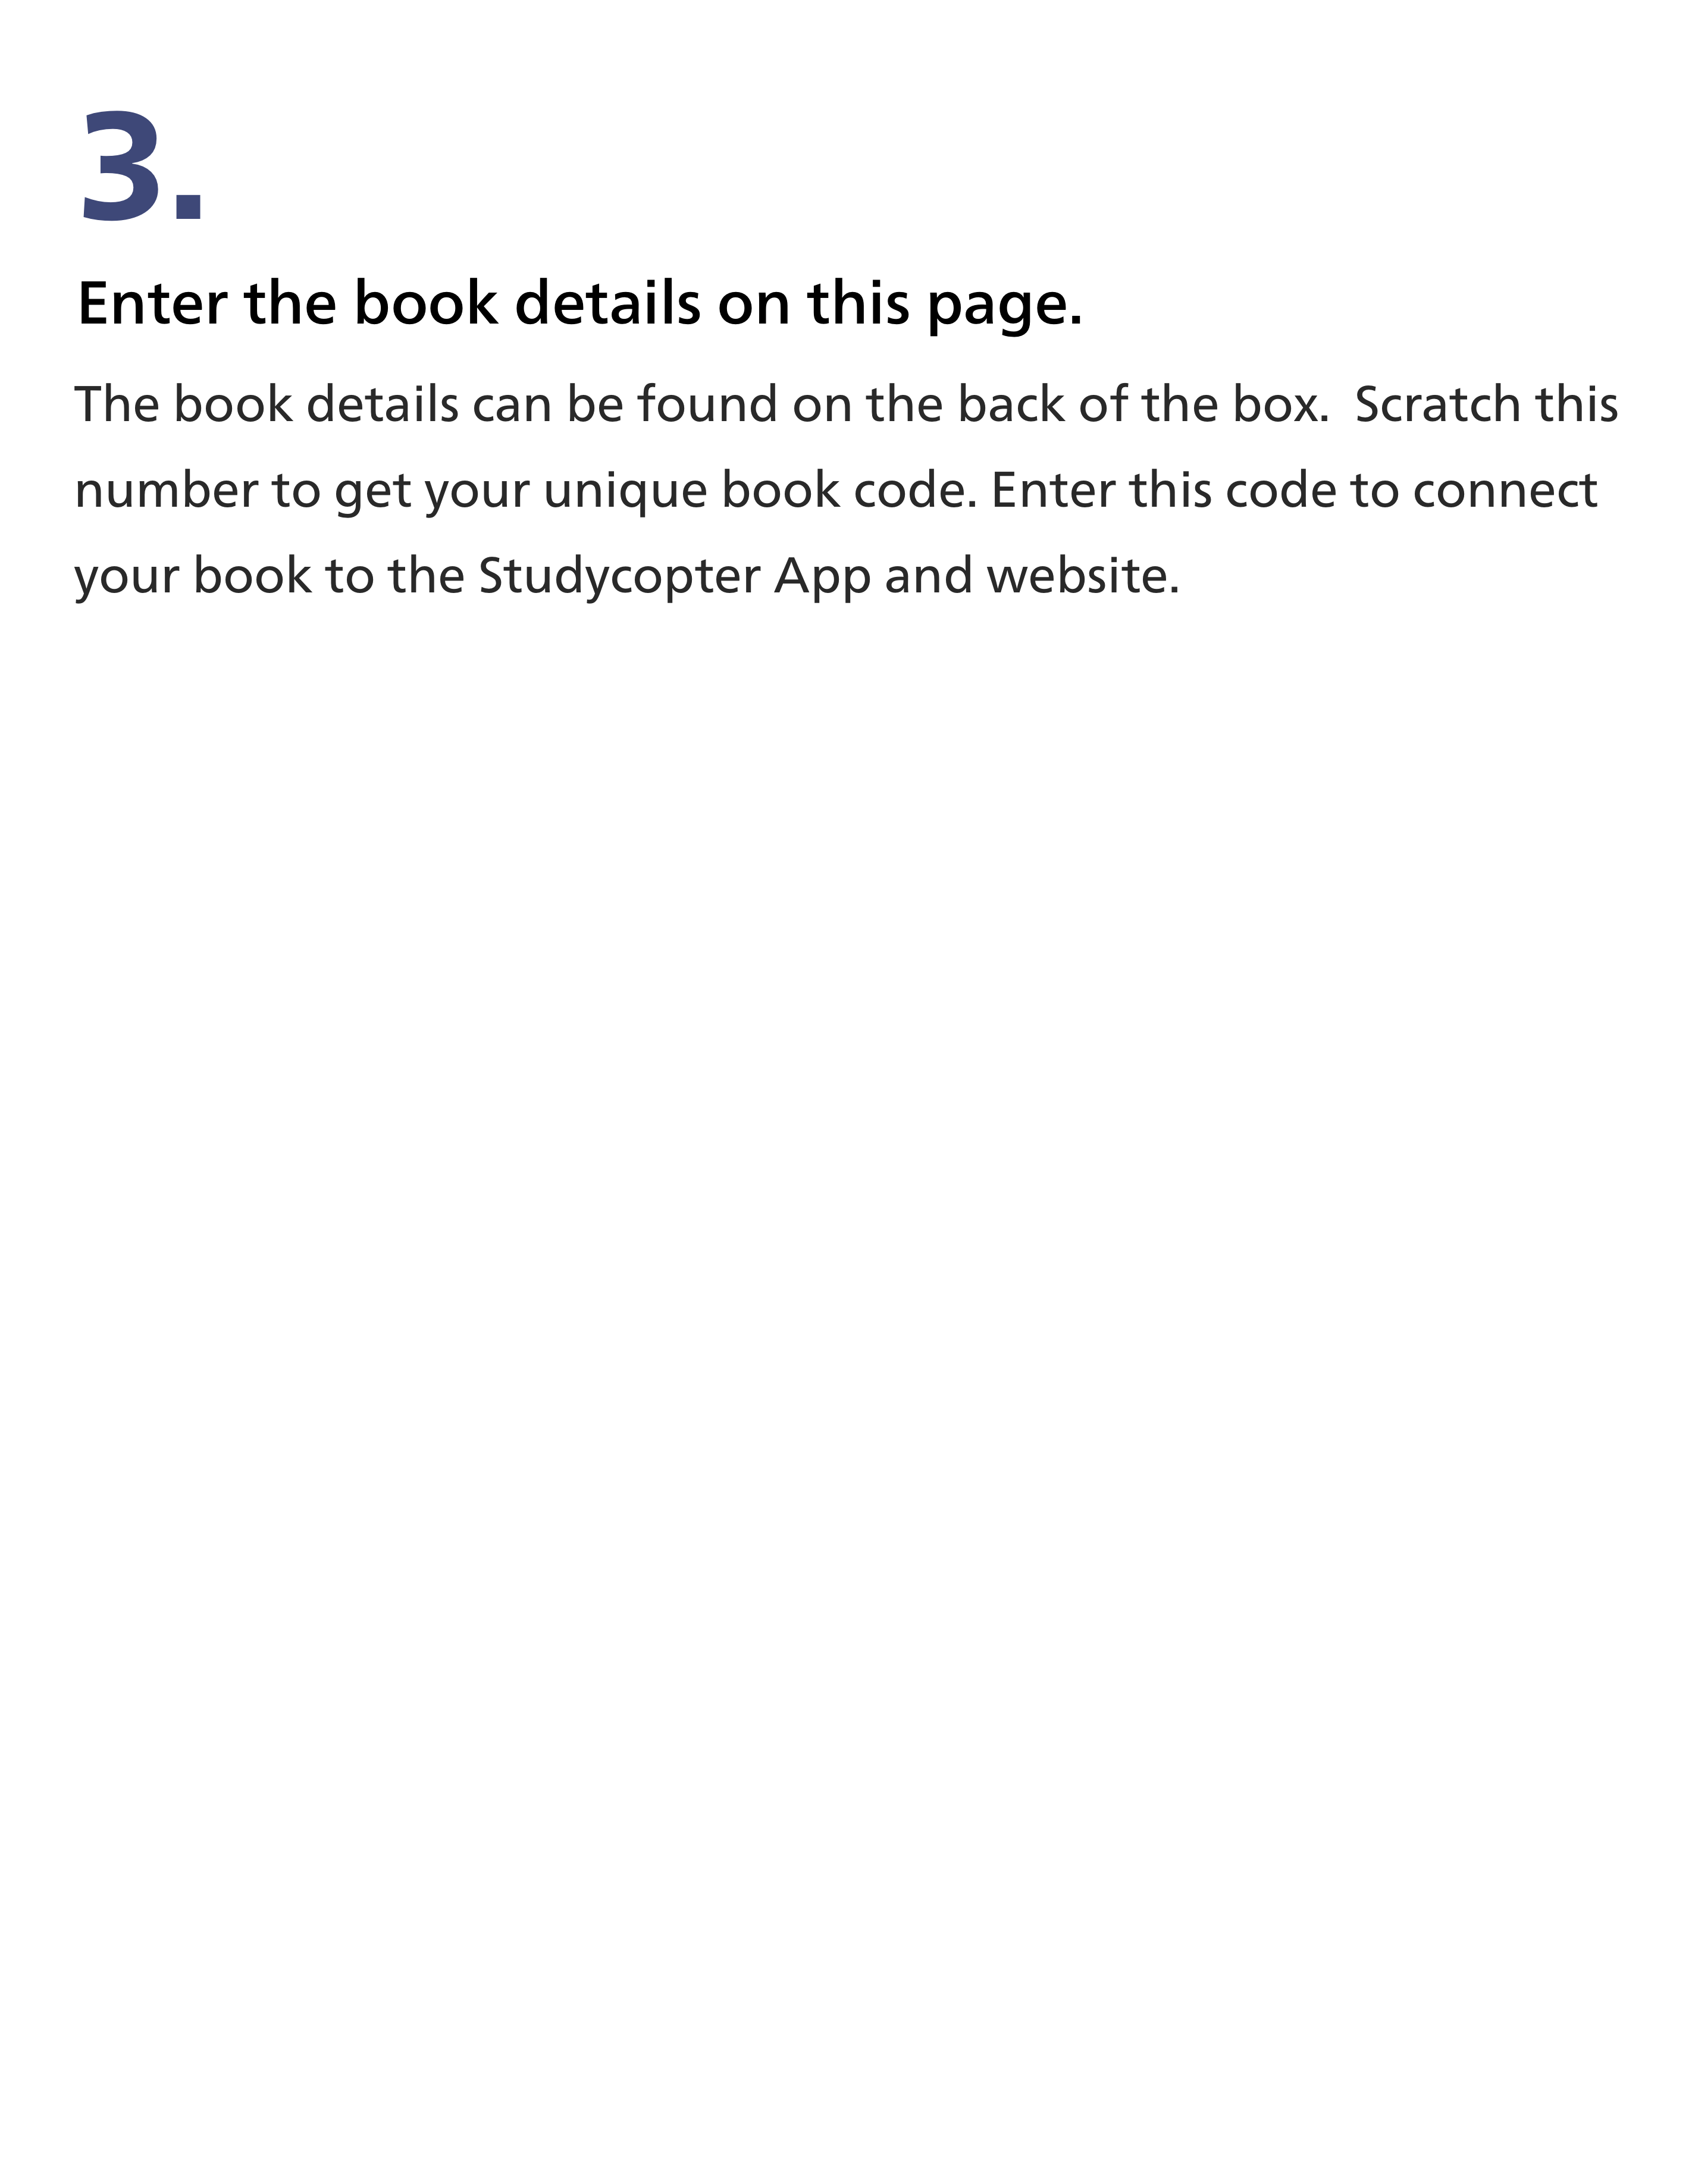 3.
Enter the book details on this page.
The book details can be found on the back of the box.  Scratch this
number to get your unique book code. Enter this code to connect
your book to the Studycopter App and website.